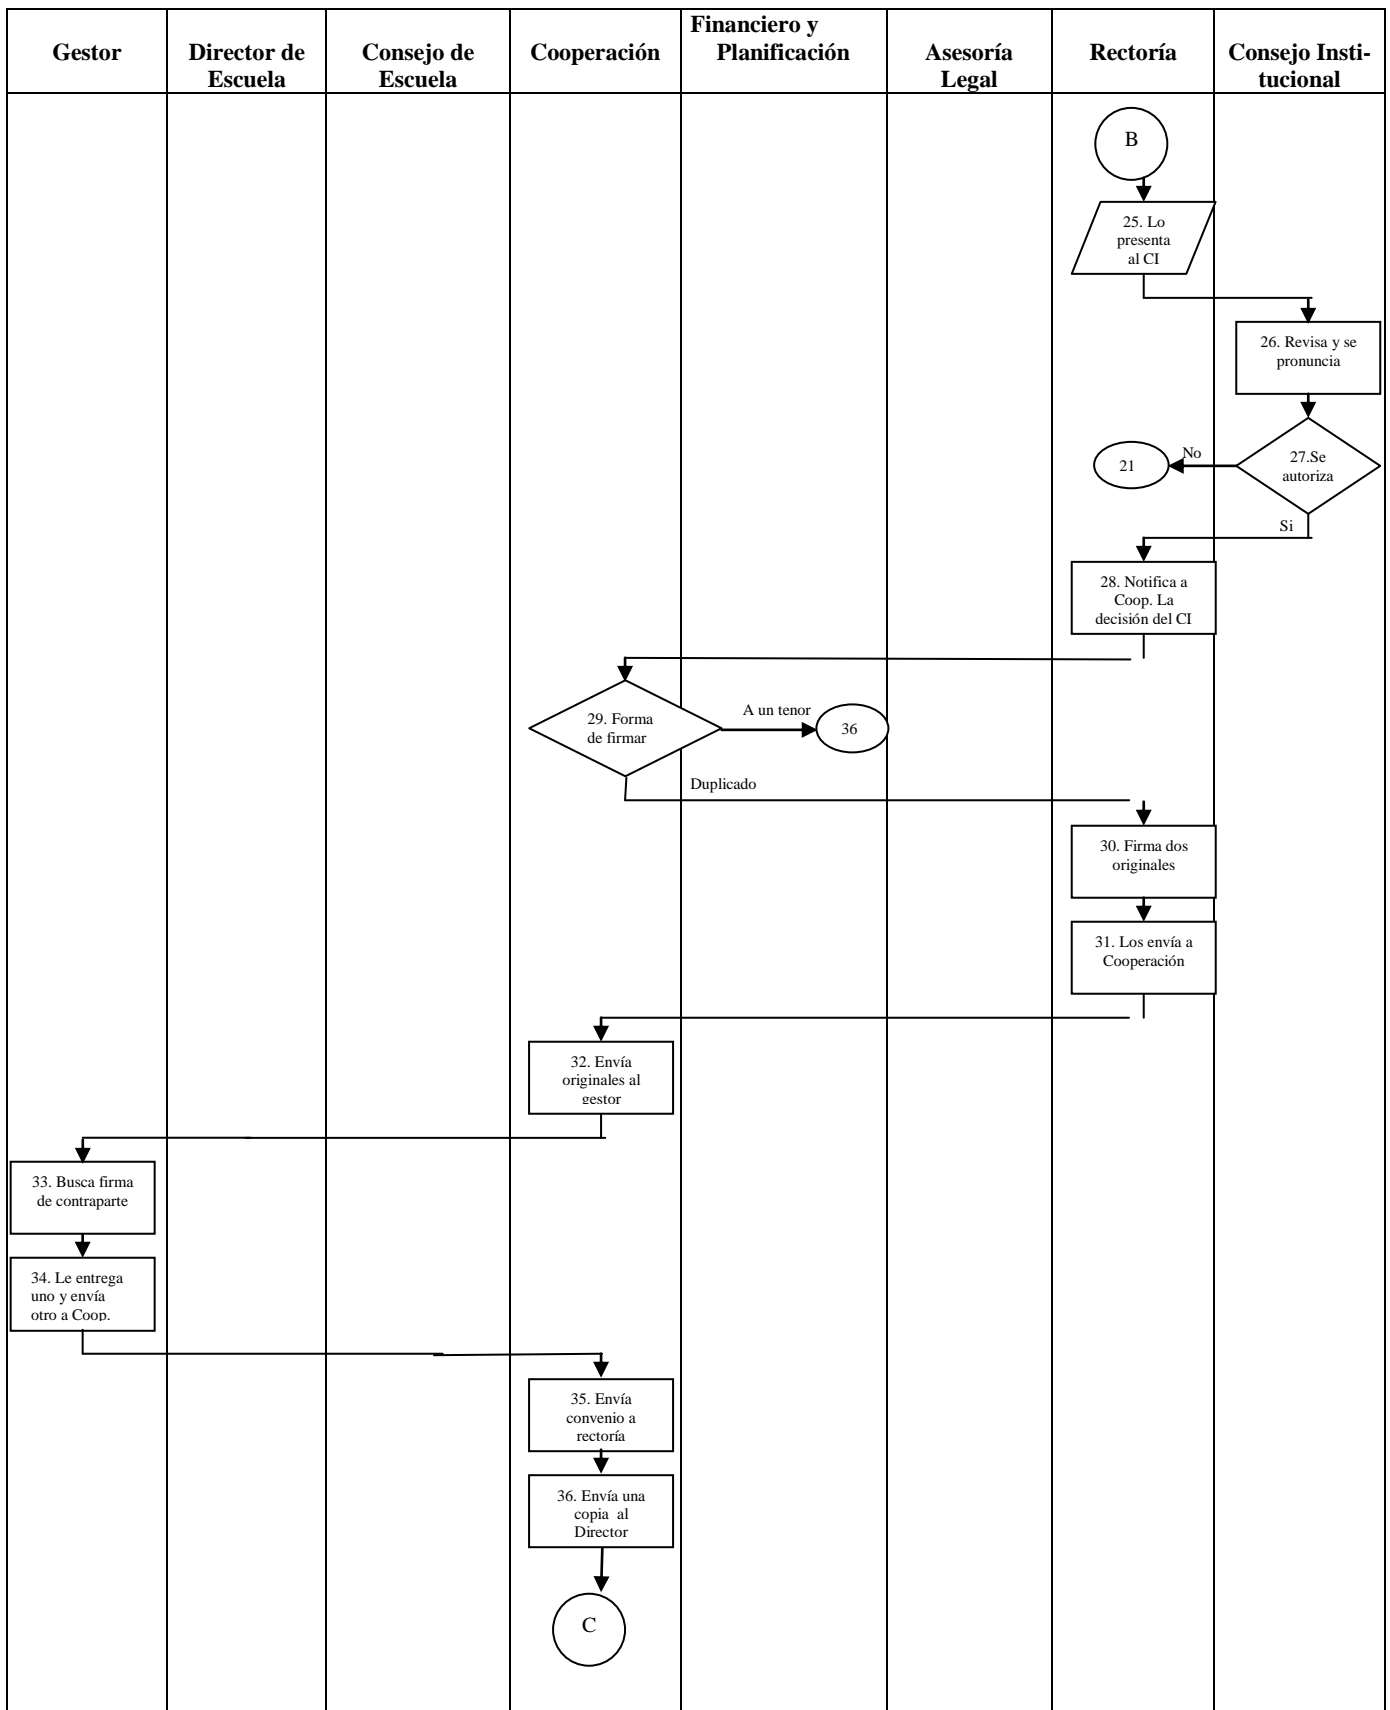 Gestor
Director de
Escuela
Consejo de
Escuela
Cooperación
Financiero y
Planificación
Asesoría
Legal
Rectoría
Consejo Insti-
tucional
B
25. Lo
presenta
al CI
26. Revisa y se
pronuncia
27.Se
autoriza
No
21
Si
28. Notifica a
Coop. La
decisión del CI
29. Forma
de firmar
A un tenor
36
Duplicado
30. Firma dos
originales
31. Los envía a
Cooperación
32. Envía
originales al
gestor
33. Busca firma
de contraparte
34. Le entrega
uno y envía
otro a Coop.
35. Envía
convenio a
rectoría
36. Envía una
copia al
Director
C